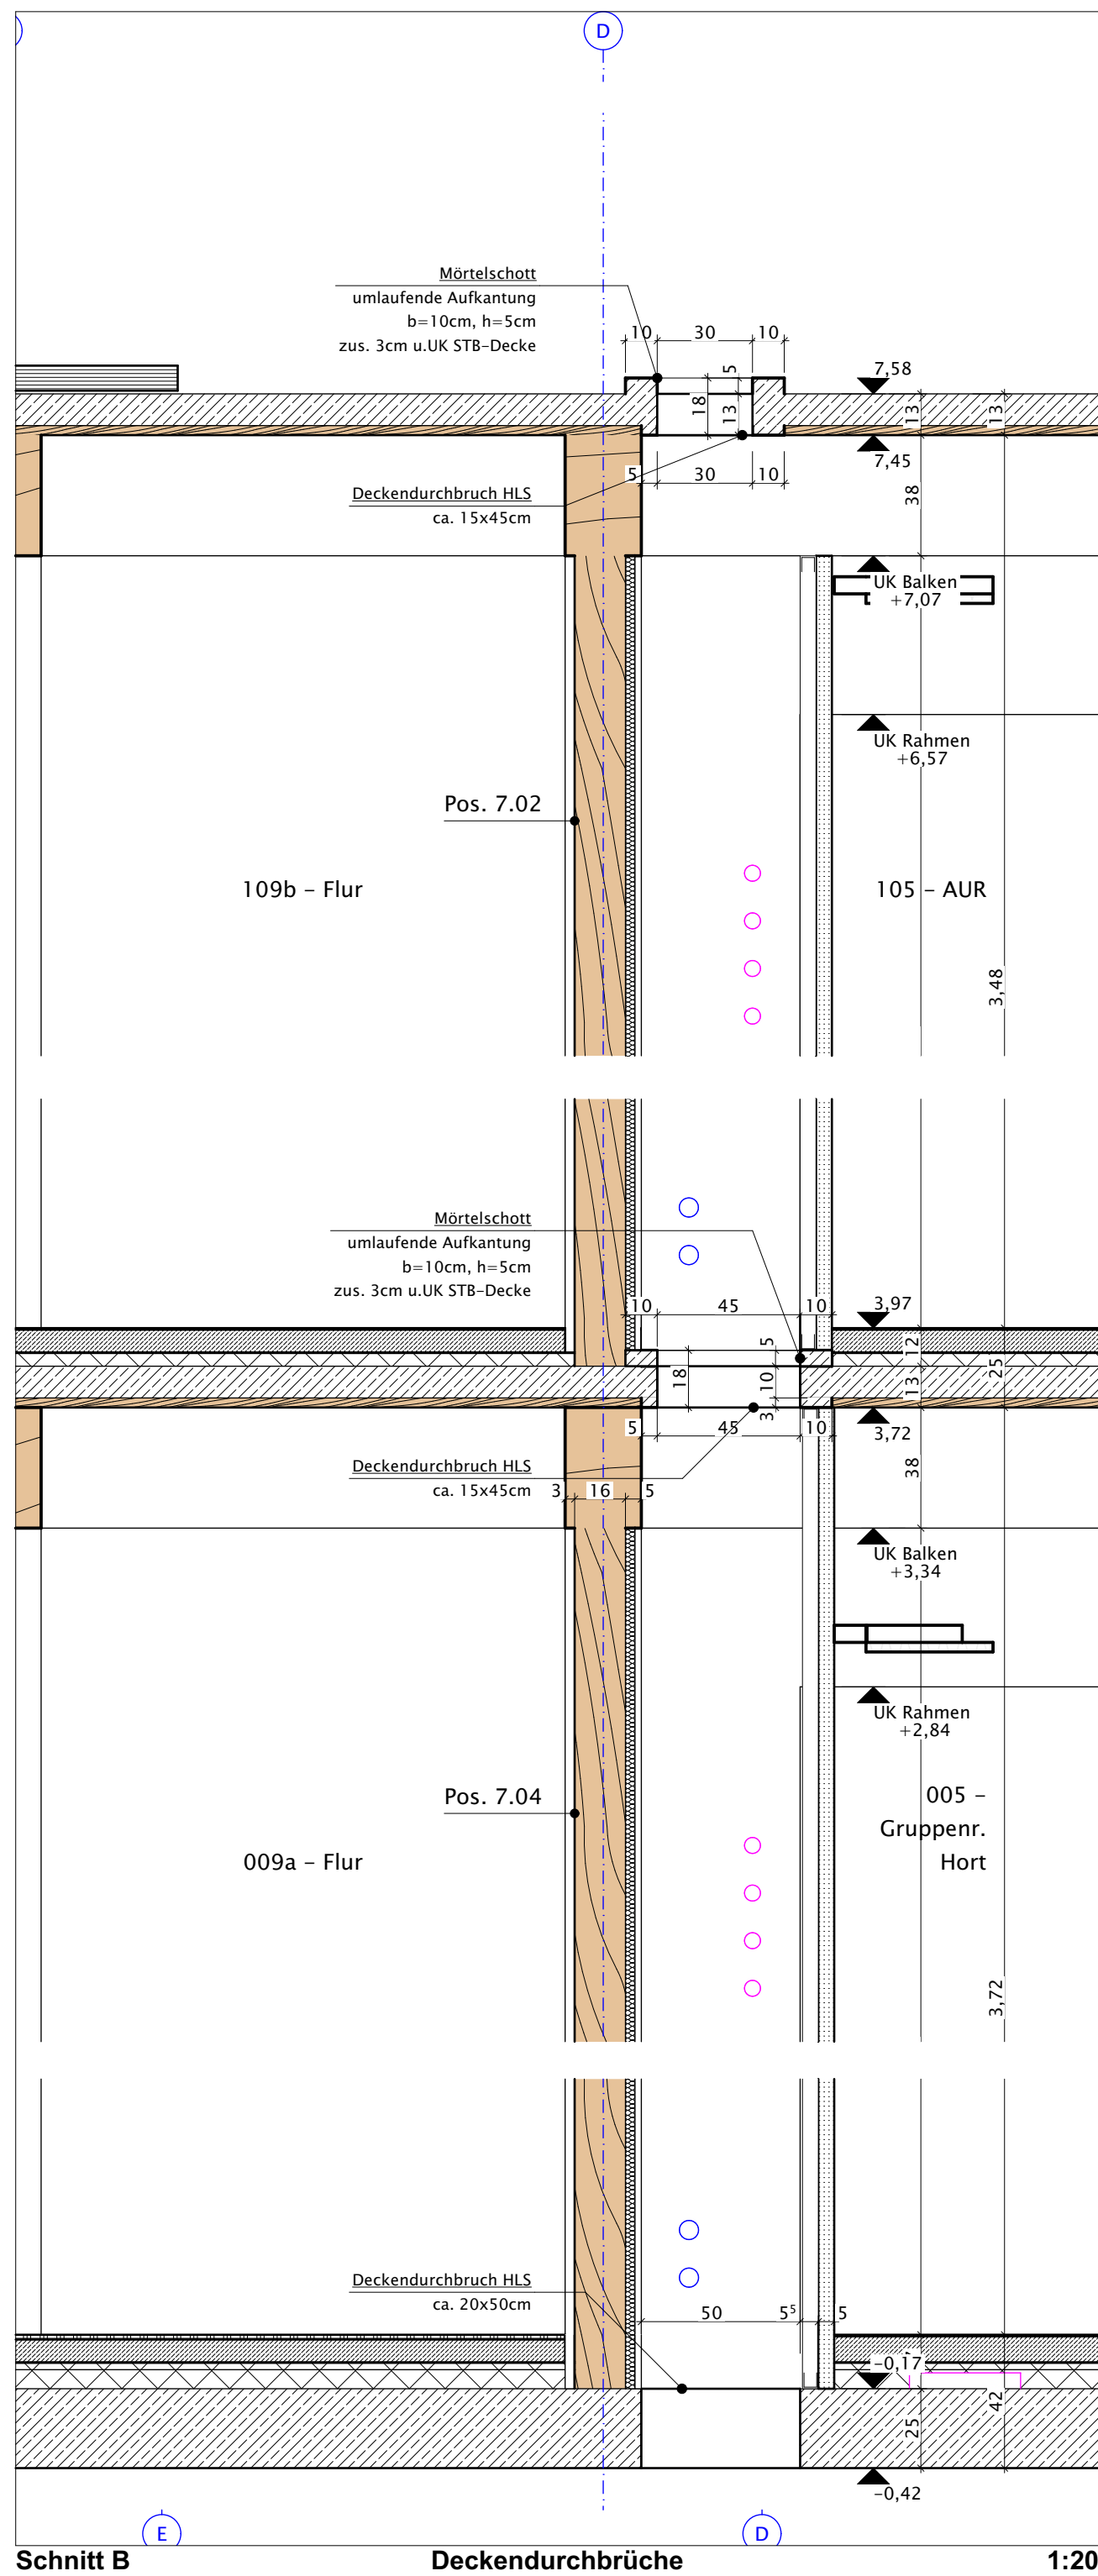 D
Mörtelschott
umlaufende Aufkantung
b=10cm, h=5cm
zus. 3cm u.UK STB-Decke
10 30 10
5
18
13
7,58
13
13
7,45
5 30 10
Deckendurchbruch HLS
ca. 15x45cm
38
UK Balken
+7,07
UK Rahmen
+6,57
Pos. 7.02
109b – Flur
105 – AUR
3,48
Mörtelschott
umlaufende Aufkantung
b=10cm, h=5cm
zus. 3cm u.UK STB-Decke
10 45 10
3,97
5
18
10
3
12
13
25
3,72
5 45 10
Deckendurchbruch HLS
ca. 15x45cm
3 16 5
38
UK Balken
+3,34
UK Rahmen
+2,84
Pos. 7.04
009a – Flur
005 –
Gruppenr.
Hort
3,72
Deckendurchbruch HLS
ca. 20x50cm
50 5⁵ 5
-0,17
25
42
-0,42
E D
Schnitt B Deckendurchbrüche 1:20